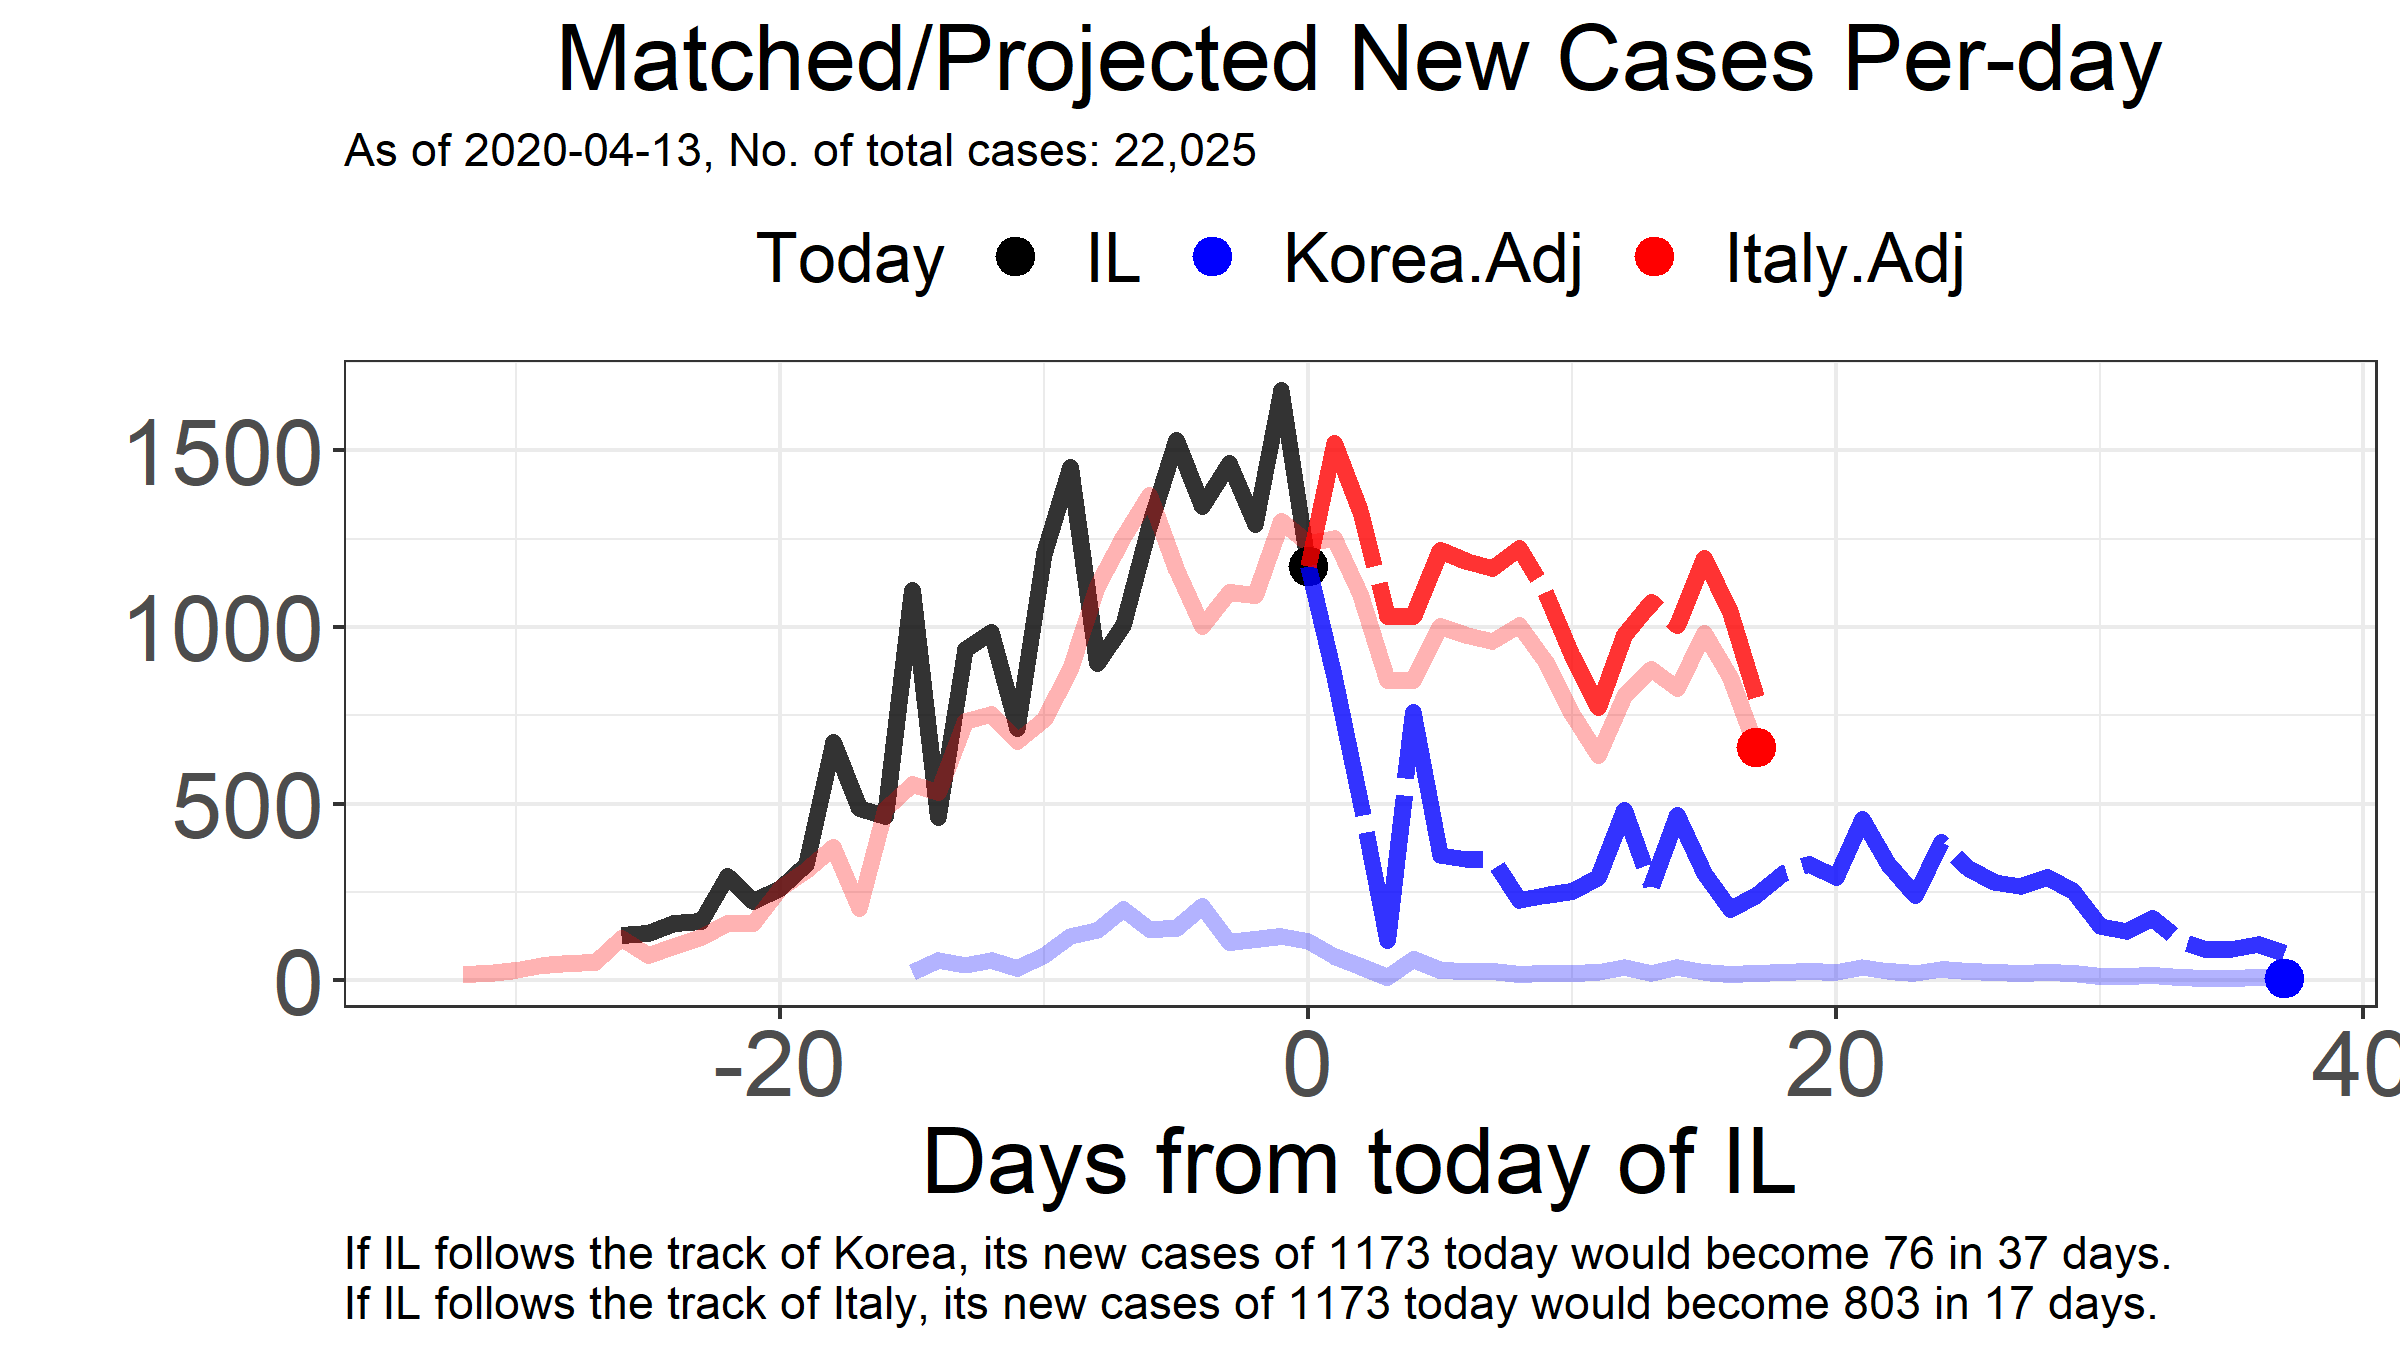 Matched/Projected New Cases Per-day
As of 2020-04-13, No. of total cases: 22,025
Today IL Korea.Adj Italy.Adj
1500
1000
500
0
-20 0 20 40
Days from today of IL
If IL follows the track of Korea, its new cases of 1173 today would become 76 in 37 days.
If IL follows the track of Italy, its new cases of 1173 today would become 803 in 17 days.